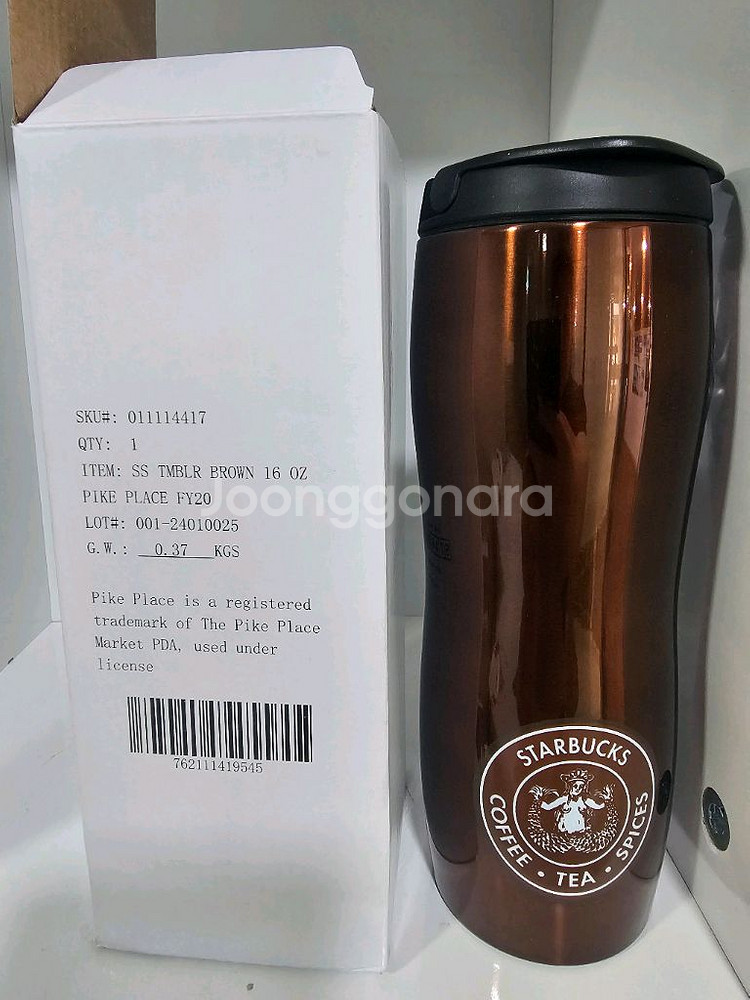 SKU#: 011114417
QTY: 1
ITEM: SS TMBLR BROWN 16 OZ
PIKE PLACE FY20
LOT#: 001-24010025
G.W.: 0.37 KGS
Pike Place is a registered
trademark of The Pike Place
Market PDA, used under
license
762111419545
Joonggonara
STARBUCKS
COFFEE • TEA • SPICES